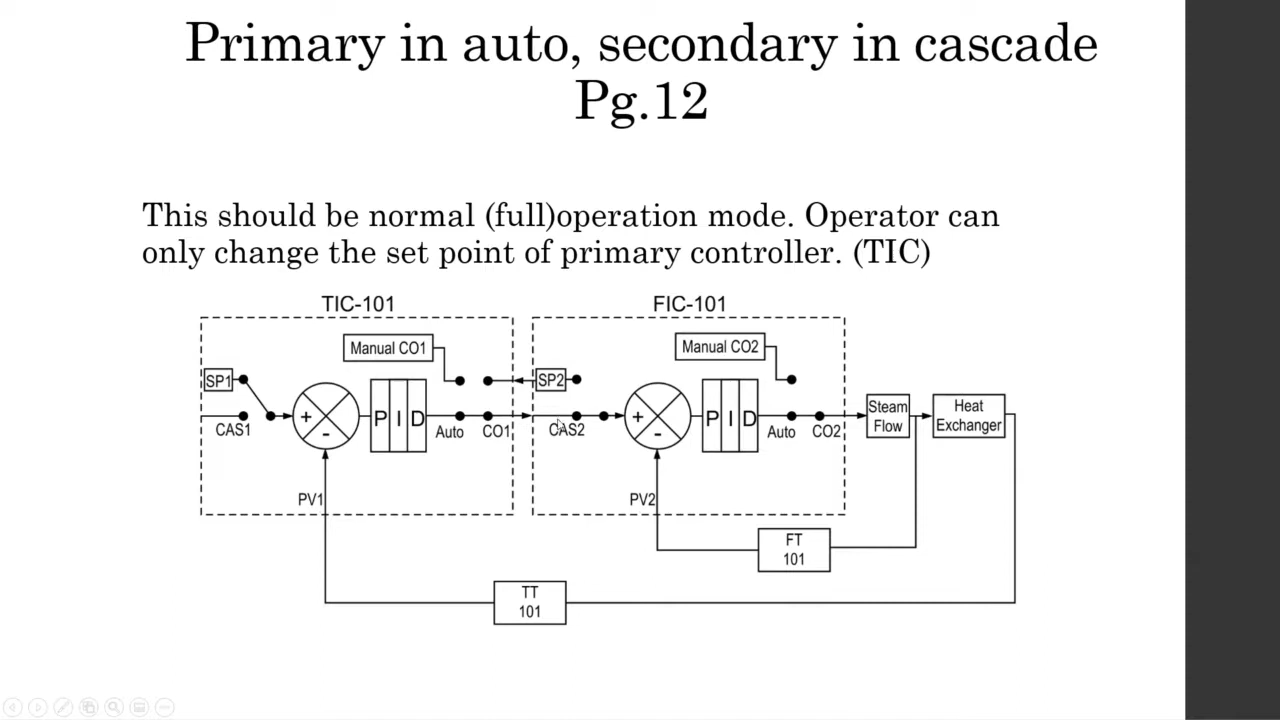 Primary in auto, secondary in cascade
Pg.12
This should be normal (full)operation mode. Operator can
only change the set point of primary controller. (TIC)
TIC-101
FIC-101
Manual CO1
Manual CO2
SP1
SP2
+
-
P I D
+
-
P I D
CAS1
Auto
CO1
CAS2
Auto
CO2
Steam
Flow
Heat
Exchanger
PV1
PV2
FT
101
TT
101